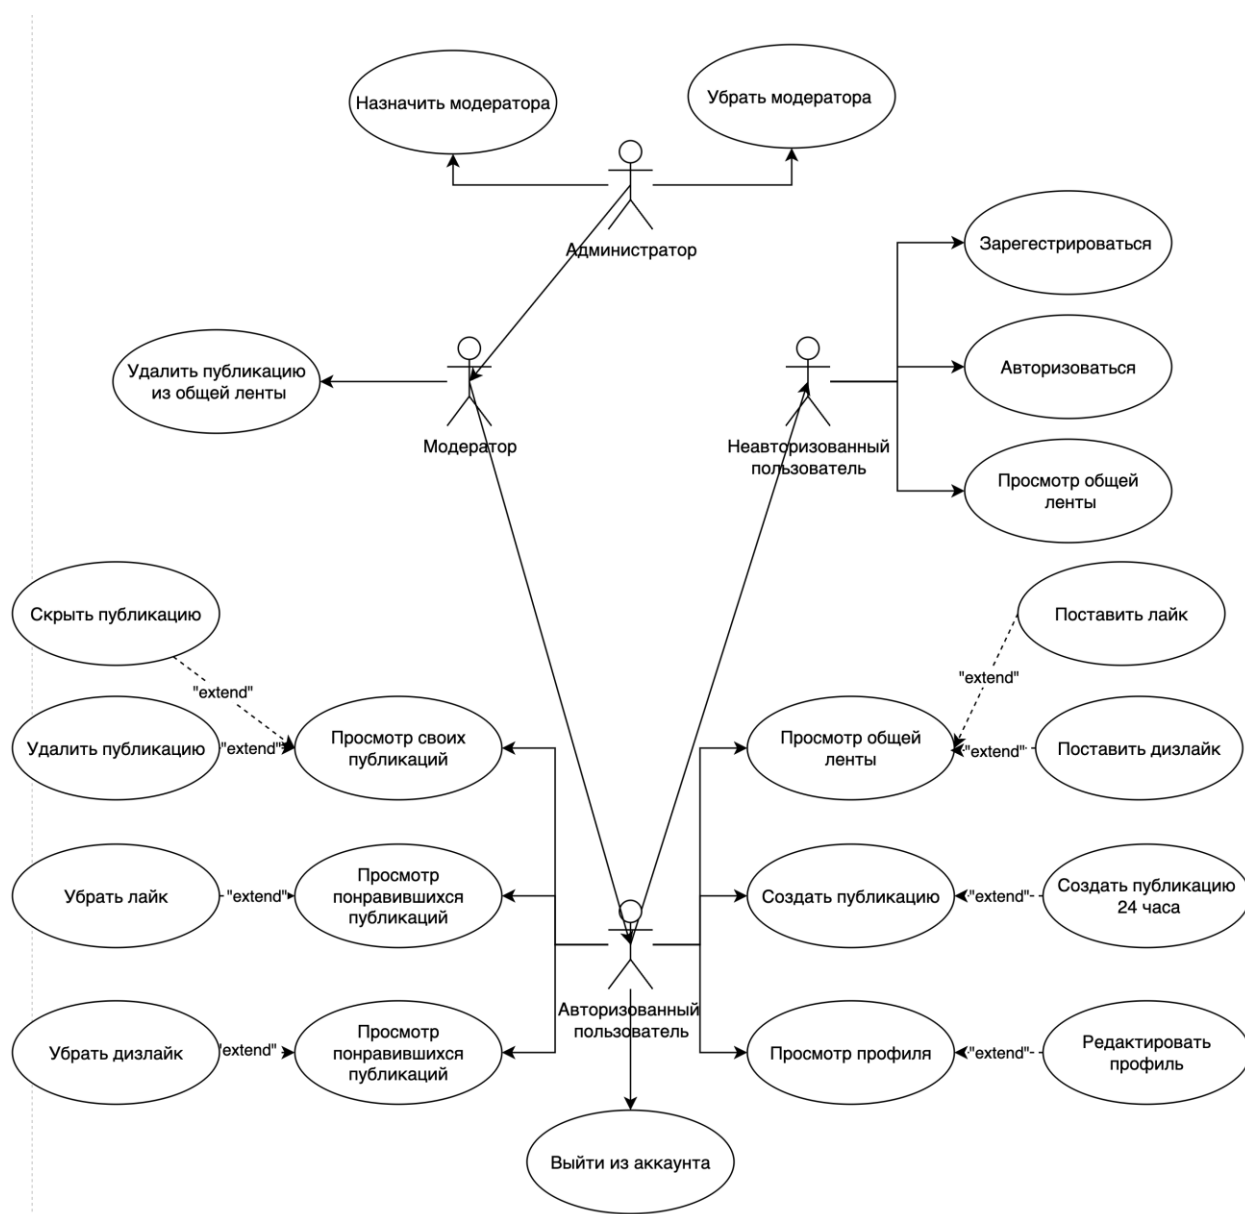 Назначить модератора
Убрать модератора
Администратор
Зарегестрироваться
Удалить публикацию
из общей ленты
Авторизоваться
Модератор
Неавторизованный
пользователь
Просмотр общей
ленты
Скрыть публикацию
Поставить лайк
"extend"
"extend"
Удалить публикацию
"extend"
Просмотр своих
публикаций
Просмотр общей
ленты
"extend"
Поставить дизлайк
Убрать лайк
"extend"
Просмотр
понравившихся
публикаций
Создать публикацию
"extend"
Создать публикацию
24 часа
Авторизованный
пользователь
Убрать дизлайк
"extend"
Просмотр
понравившихся
публикаций
Просмотр профиля
"extend"
Редактировать
профиль
Выйти из аккаунта